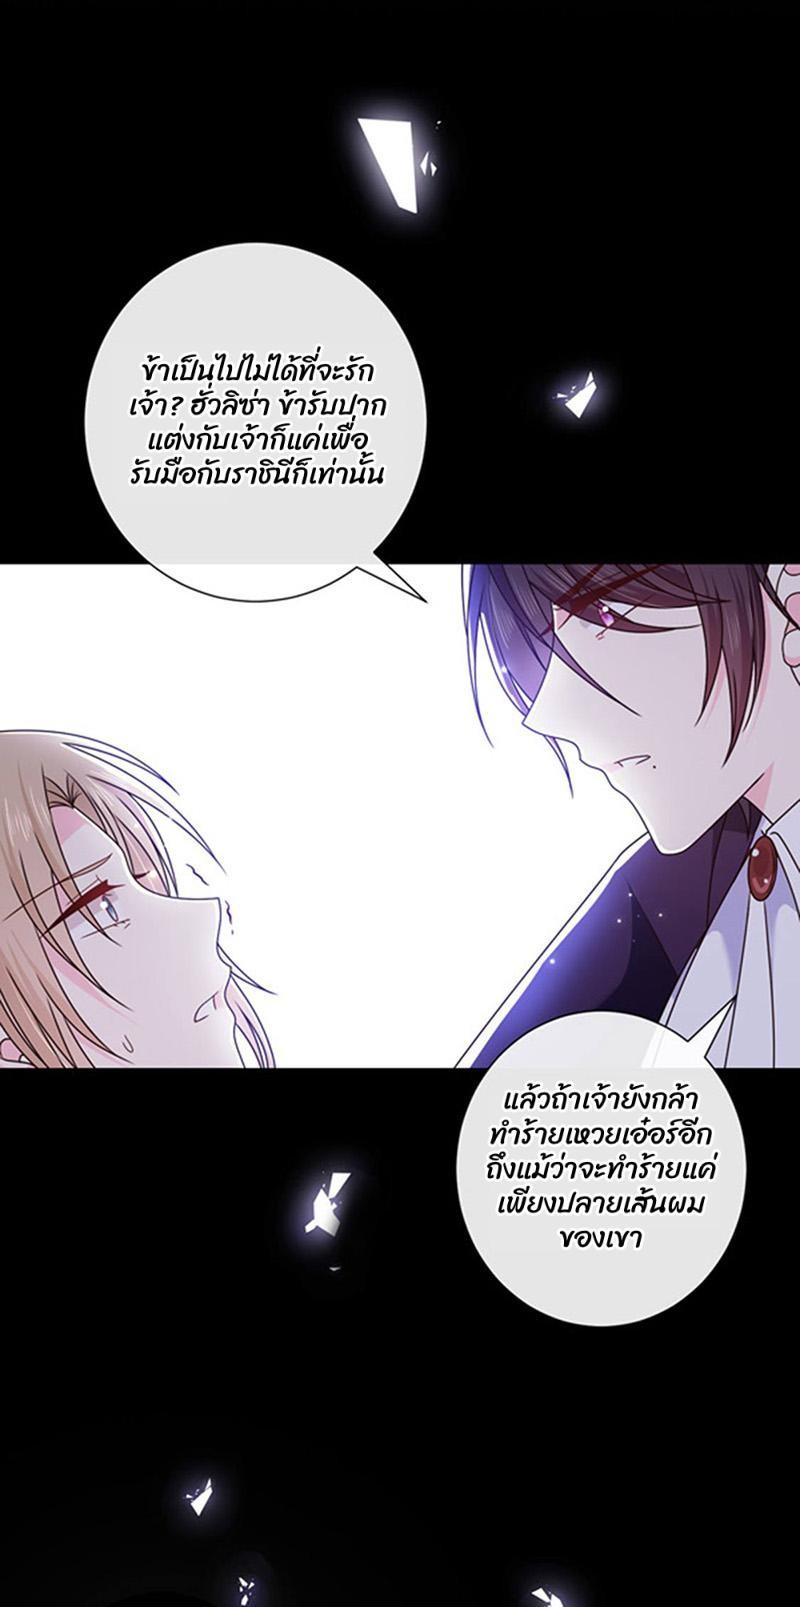 ข้าเป็นไปไม่ได้ที่จะรัก
เจ้า? ฮั่วลิซ่า ข้ารับปาก
แต่งกับเจ้าก็แค่เพื่อ
รับมือกับราชินีก็เท่านั้น
แล้วถ้าเจ้ายังกล้า
ทำร้ายเหวยเอ๋อร์อีก
ถึงแม้ว่าจะทำร้ายแค่
เพียงปลายเส้นผม
ของเขา